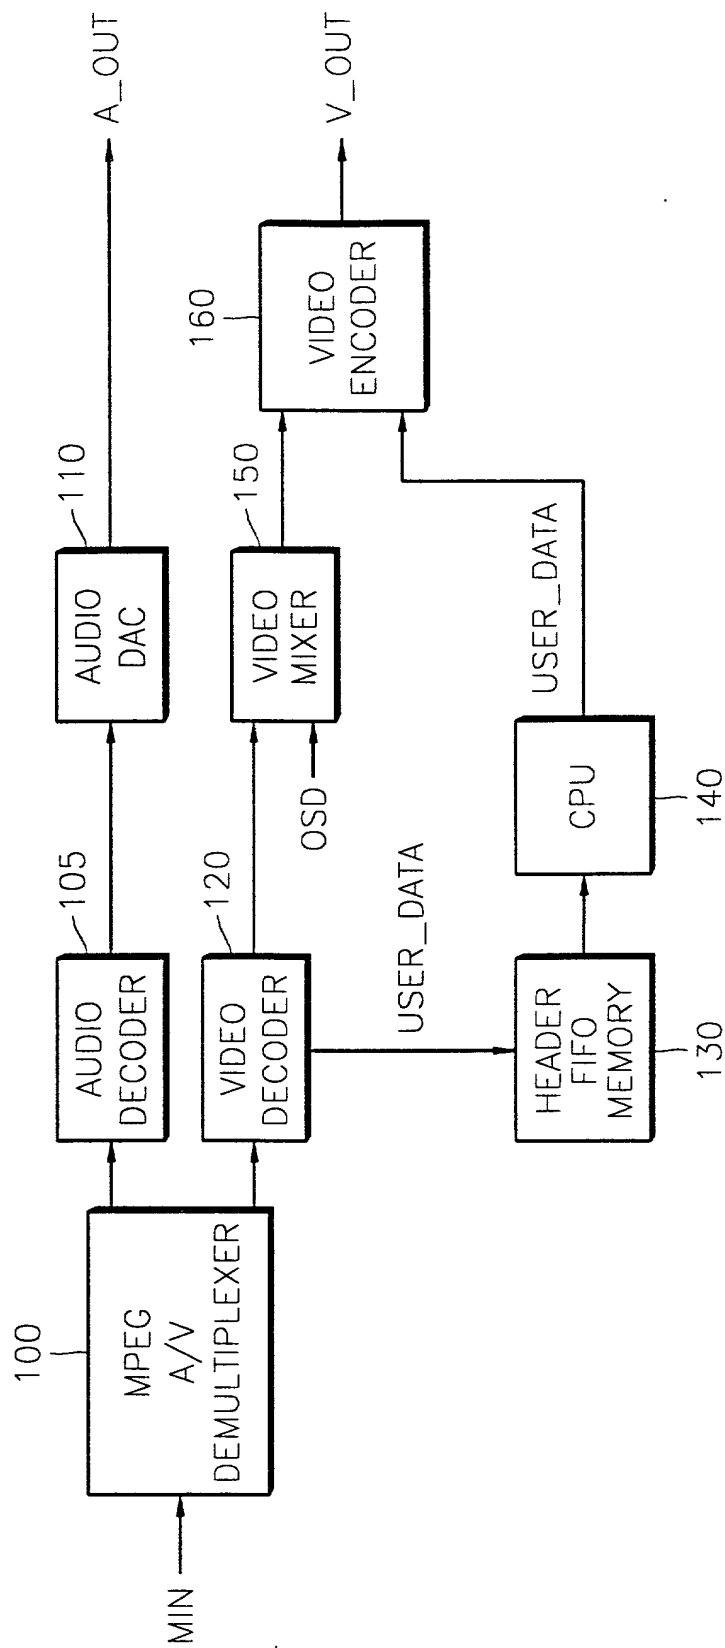 MIN
100
MPEG
A/V
DEMULTIPLEXER
105
AUDIO
DECODER
110
AUDIO
DAC
A_OUT
120
VIDEO
DECODER
OSD
150
VIDEO
MIXER
160
VIDEO
ENCODER
V_OUT
USER_DATA
HEADER
FIFO
MEMORY
130
CPU
140
USER_DATA